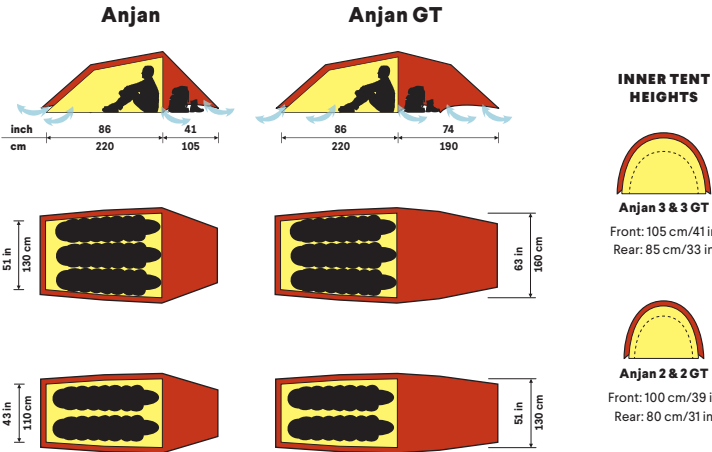 Anjan
Anjan GT
inch 86 41
cm 220 105
86 74
220 190
51 in
130 cm
63 in
160 cm
43 in
110 cm
51 in
130 cm
INNER TENT
HEIGHTS
Anjan 3 & 3 GT
Front: 105 cm/41 in
Rear: 85 cm/33 in
Anjan 2 & 2 GT
Front: 100 cm/39 i
Rear: 80 cm/31 in